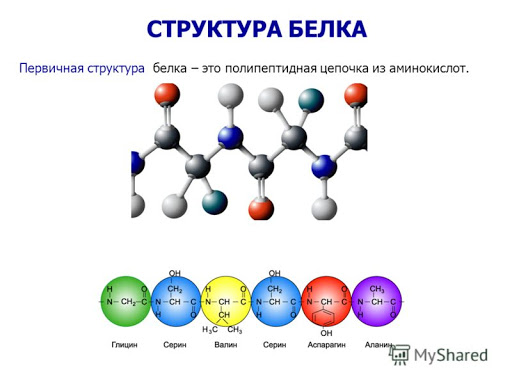 СТРУКТУРА БЕЛКА
Первичная структура белка – это полипептидная цепочка из аминокислот.
OH OH
H O CH₂ H O CH₂ H O CH₃
N – CH₂ – C – N – CH – C – N – CH – C – N – CH – C – N – CH – C – N – CH – C
H O CH H O H O
H₃C CH₃ OH
Глицин Серин Валин Серин Аспарагин Аланин
MyShared